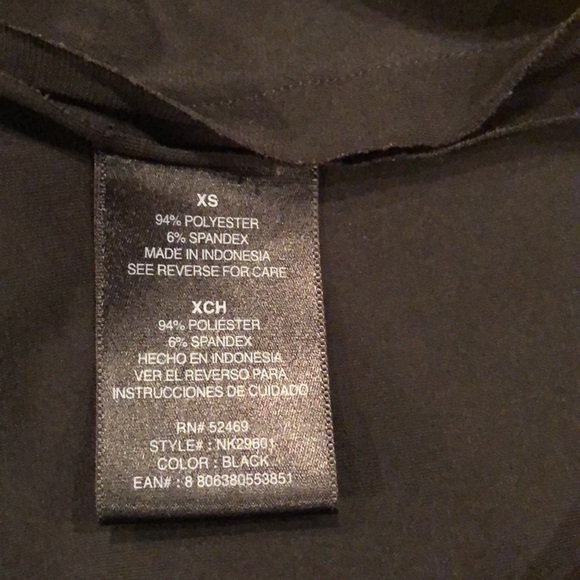 XS
94% POLYESTER
6% SPANDEX
MADE IN INDONESIA
SEE REVERSE FOR CARE
XCH
94% POLIESTER
6% SPANDEX
HECHO EN INDONESIA
VER EL REVERSO PARA
INSTRUCCIONES DE CUIDADO
RN# 52469
STYLE# : NK29601
COLOR : BLACK
EAN# : 8 806380553851